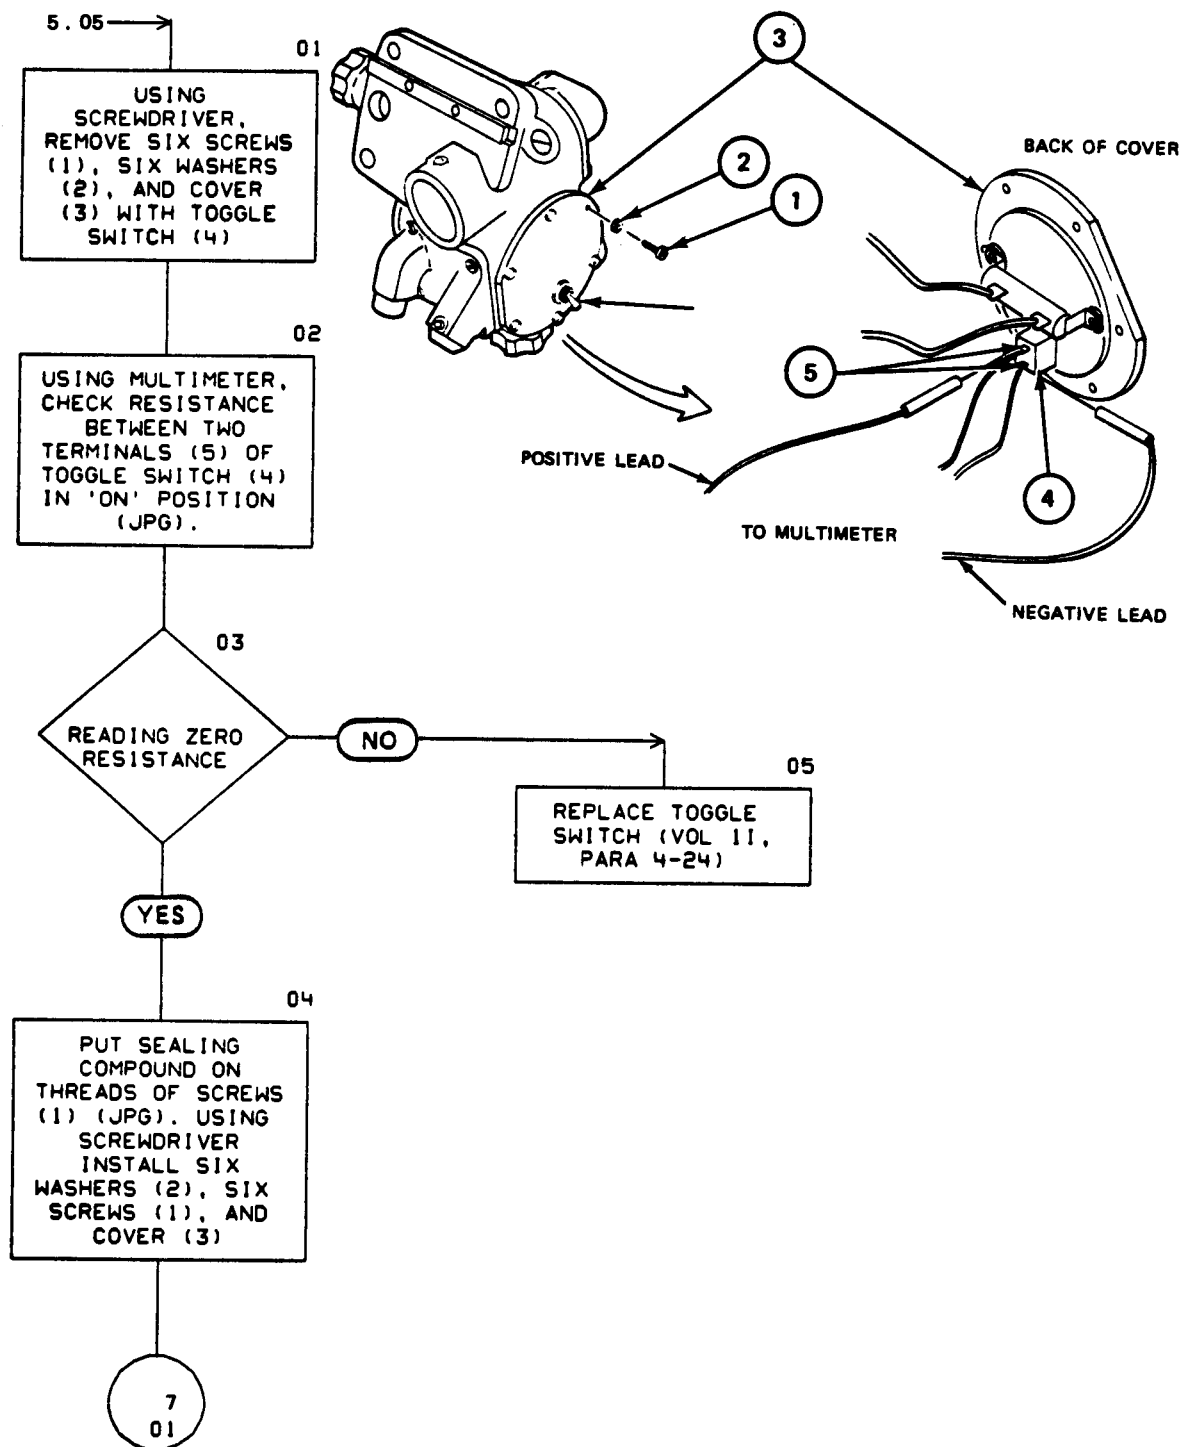 5.05
01
USING
SCREWDRIVER,
REMOVE SIX SCREWS
(1), SIX WASHERS
(2), AND COVER
(3) WITH TOGGLE
SWITCH (4)
02
USING MULTIMETER,
CHECK RESISTANCE
BETWEEN TWO
TERMINALS (5) OF
TOGGLE SWITCH (4)
IN 'ON' POSITION
(JPG).
03
READING ZERO
RESISTANCE
NO
05
REPLACE TOGGLE
SWITCH (VOL II,
PARA 4-24)
YES
04
PUT SEALING
COMPOUND ON
THREADS OF SCREWS
(1) (JPG). USING
SCREWDRIVER
INSTALL SIX
WASHERS (2), SIX
SCREWS (1), AND
COVER (3)
7
01
3
2
1
BACK OF COVER
5
4
POSITIVE LEAD
TO MULTIMETER
NEGATIVE LEAD